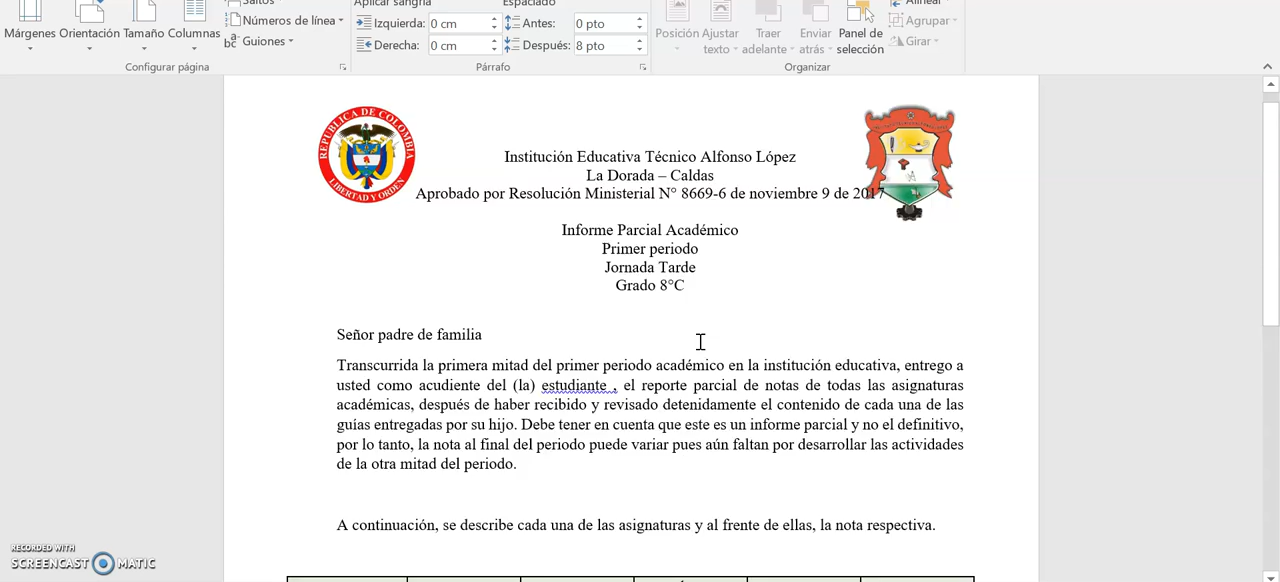 Saltos
Aplicar sangría
Espaciado
Alinear
Números de línea
Izquierda: 0 cm
Antes: 0 pto
Agrupar
Márgenes Orientación Tamaño Columnas
Guiones
Derecha: 0 cm
Después: 8 pto
Posición Ajustar texto Traer adelante Enviar atrás Panel de selección
Girar
Configurar página
Párrafo
Organizar
REPUBLICA DE COLOMBIA
LIBERTAD Y ORDEN
Institución Educativa Técnico Alfonso López
La Dorada – Caldas
Aprobado por Resolución Ministerial N° 8669-6 de noviembre 9 de 2017
Informe Parcial Académico
Primer periodo
Jornada Tarde
Grado 8°C
Señor padre de familia
Transcurrida la primera mitad del primer periodo académico en la institución educativa, entrego a
usted como acudiente del (la) estudiante , el reporte parcial de notas de todas las asignaturas
académicas, después de haber recibido y revisado detenidamente el contenido de cada una de las
guías entregadas por su hijo. Debe tener en cuenta que este es un informe parcial y no el definitivo,
por lo tanto, la nota al final del periodo puede variar pues aún faltan por desarrollar las actividades
de la otra mitad del periodo.
A continuación, se describe cada una de las asignaturas y al frente de ellas, la nota respectiva.
RECORDED WITH
SCREENCAST MATIC